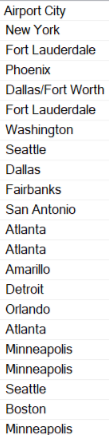 Airport City
New York
Fort Lauderdale
Phoenix
Dallas/Fort Worth
Fort Lauderdale
Washington
Seattle
Dallas
Fairbanks
San Antonio
Atlanta
Atlanta
Amarillo
Detroit
Orlando
Atlanta
Minneapolis
Minneapolis
Seattle
Boston
Minneapolis